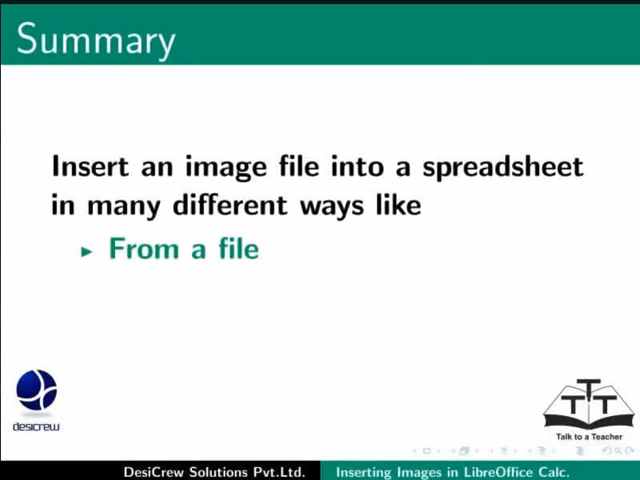 Summary
Insert an image file into a spreadsheet
in many different ways like
From a file
desicrew
T
T T
Talk to a Teacher
DesiCrew Solutions Pvt.Ltd.
Inserting Images in LibreOffice Calc.